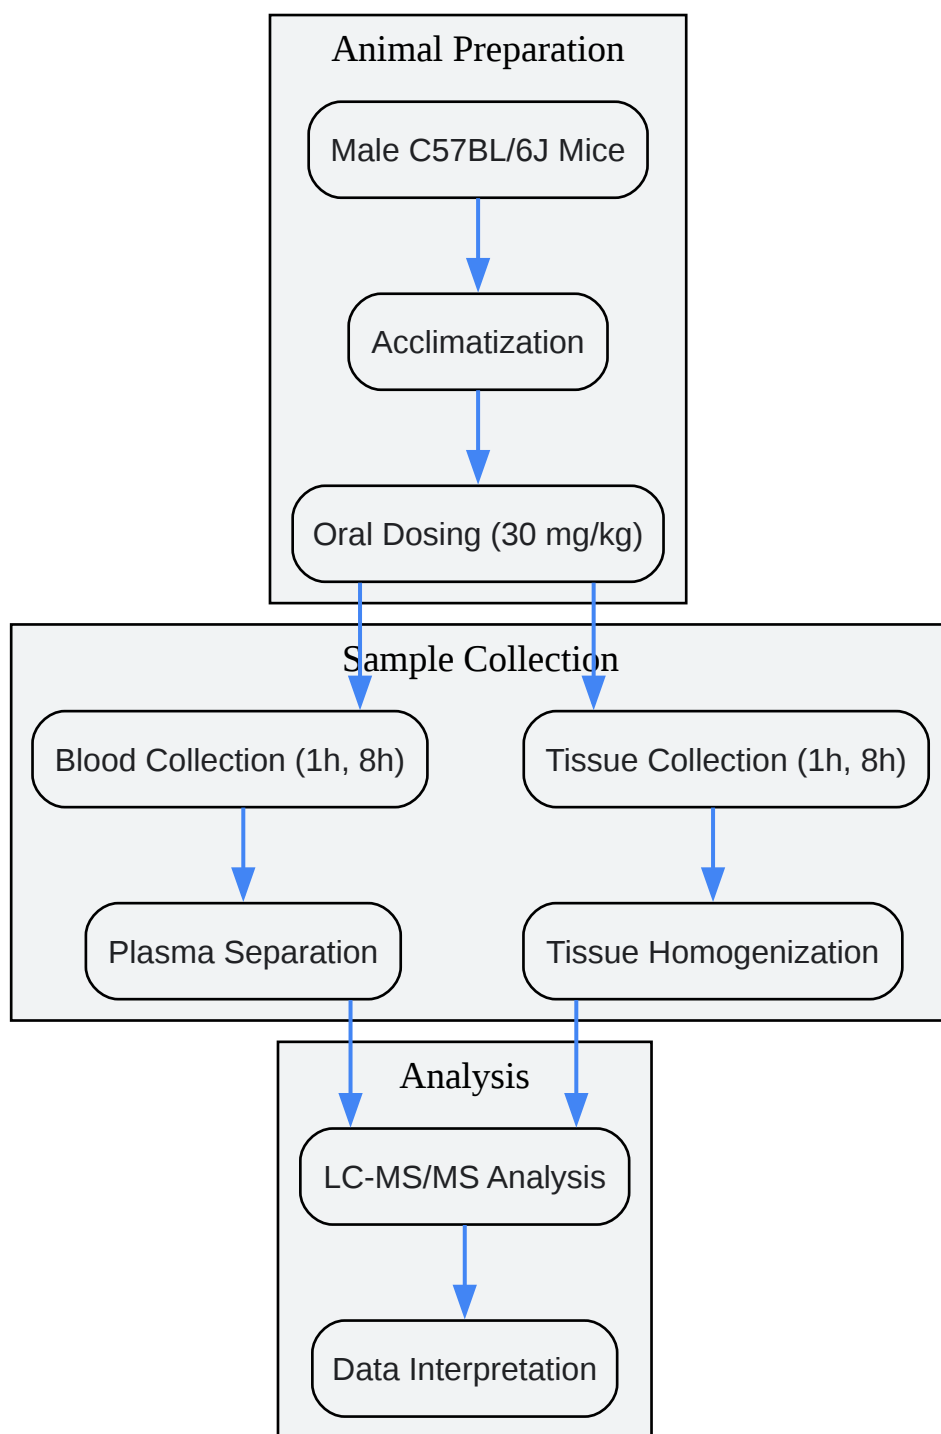 Animal Preparation
Male C57BL/6J Mice
Acclimatization
Oral Dosing (30 mg/kg)
Sample Collection
Blood Collection (1h, 8h)
Tissue Collection (1h, 8h)
Plasma Separation
Tissue Homogenization
Analysis
LC-MS/MS Analysis
Data Interpretation